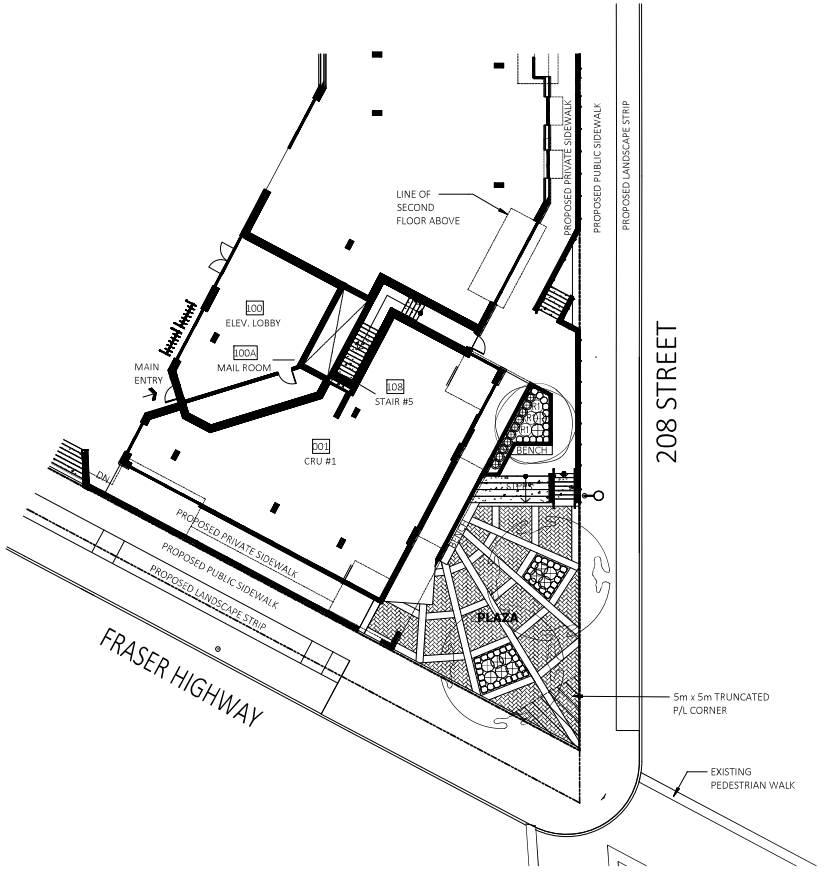 PROPOSED PRIVATE SIDEWALK
PROPOSED PUBLIC SIDEWALK
PROPOSED LANDSCAPE STRIP
LINE OF
SECOND
FLOOR ABOVE
100
ELEV. LOBBY
100A
MAIL ROOM
MAIN
ENTRY
108
STAIR #5
208 STREET
001
CRU #1
BENCH
DN
PROPOSED PRIVATE SIDEWALK
PROPOSED PUBLIC SIDEWALK
PROPOSED LANDSCAPE STRIP
PLAZA
FRASER HIGHWAY
5m x 5m TRUNCATED
P/L CORNER
EXISTING
PEDESTRIAN WALK